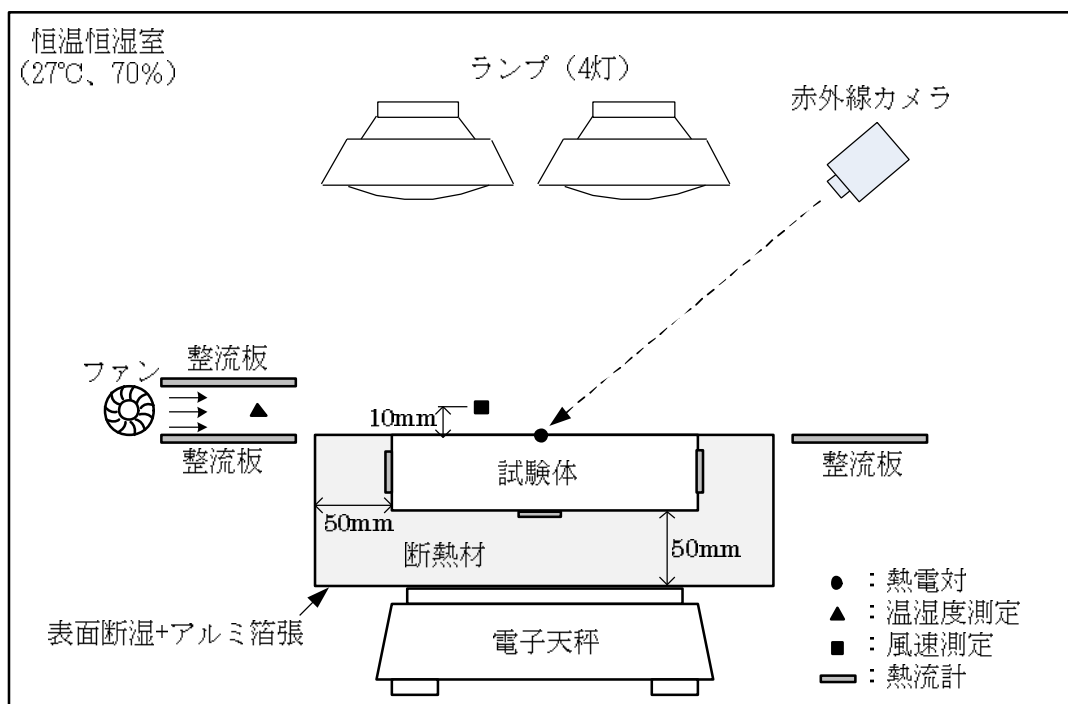 恒温恒湿室
(27℃、70%)
ランプ（4灯）
赤外線カメラ
ファン
整流板
整流板
10mm
試験体
整流板
50mm
50mm
断熱材
表面断湿+アルミ箔張
電子天秤
●：熱電対
▲：温湿度測定
■：風速測定
：熱流計